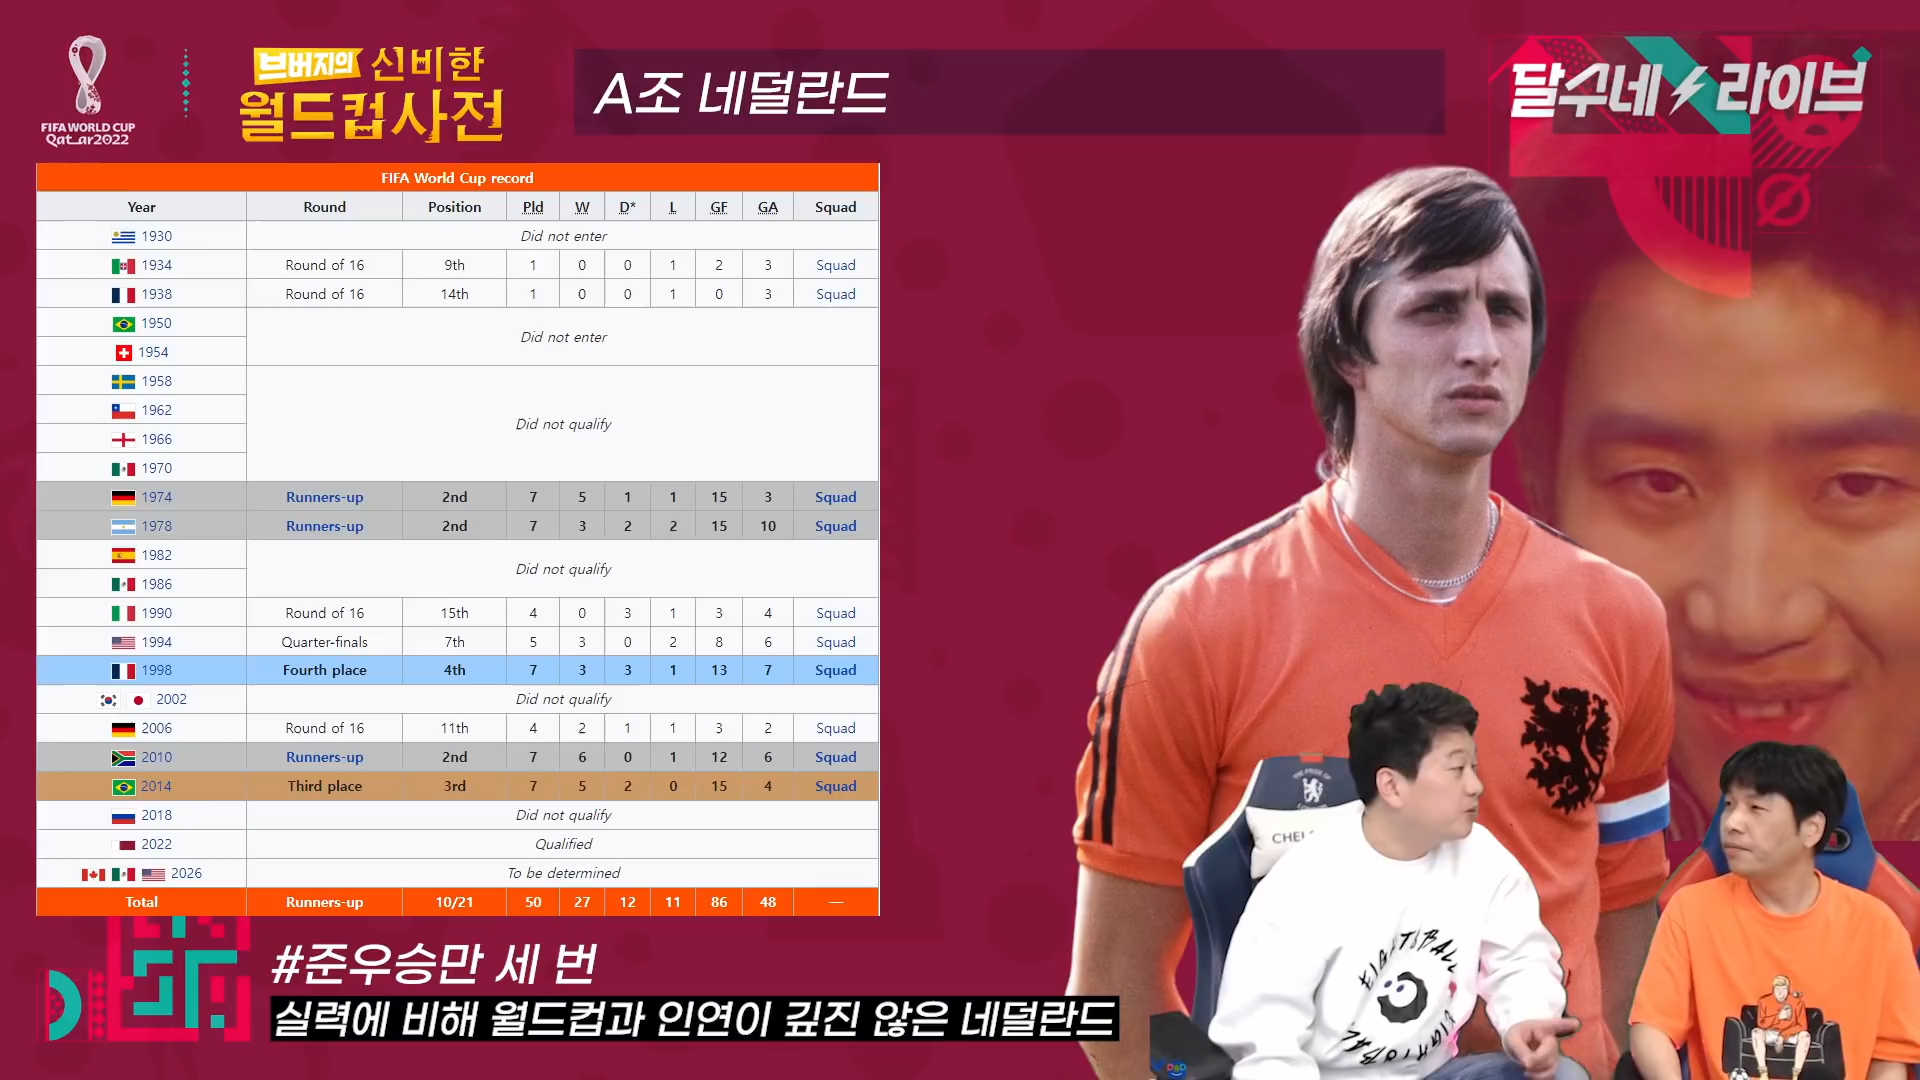 FIFA WORLD CUP
Qatar2022
브버지의 신비한
월드컵사전
A조 네덜란드
달수네 라이브
FIFA World Cup record
Year Round Position Pld W D* L GF GA Squad
1930 Did not enter
1934 Round of 16 9th 1 0 0 1 2 3 Squad
1938 Round of 16 14th 1 0 0 1 0 3 Squad
1950
Did not enter
1954
1958
1962
Did not qualify
1966
1970
1974 Runners-up 2nd 7 5 1 1 15 3 Squad
1978 Runners-up 2nd 7 3 2 2 15 10 Squad
1982
Did not qualify
1986
1990 Round of 16 15th 4 0 3 1 3 4 Squad
1994 Quarter-finals 7th 5 3 0 2 8 6 Squad
1998 Fourth place 4th 7 3 3 1 13 7 Squad
2002 Did not qualify
2006 Round of 16 11th 4 2 1 1 3 2 Squad
2010 Runners-up 2nd 7 6 0 1 12 6 Squad
2014 Third place 3rd 7 5 2 0 15 4 Squad
2018 Did not qualify
2022 Qualified
2026 To be determined
Total Runners-up 10/21 50 27 12 11 86 48 —
#준우승만 세 번
실력에 비해 월드컵과 인연이 깊진 않은 네덜란드
THE PRIDE OF